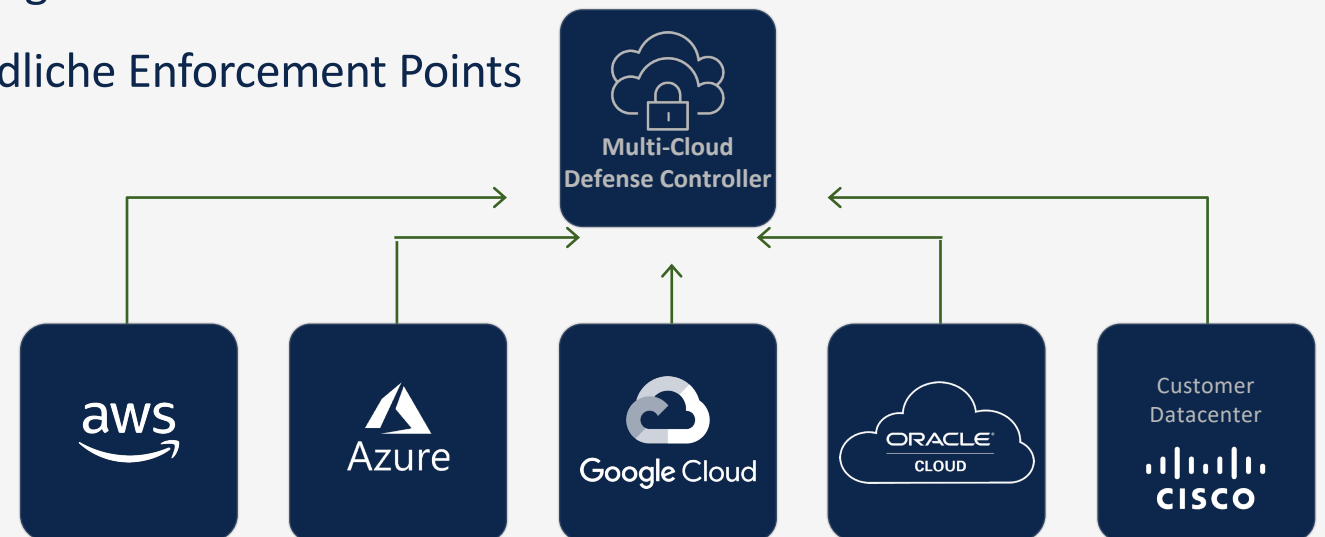 dliche Enforcement Points
Multi-Cloud
Defense Controller
aws
Azure
Google Cloud
ORACLE
CLOUD
Customer
Datacenter
CISCO